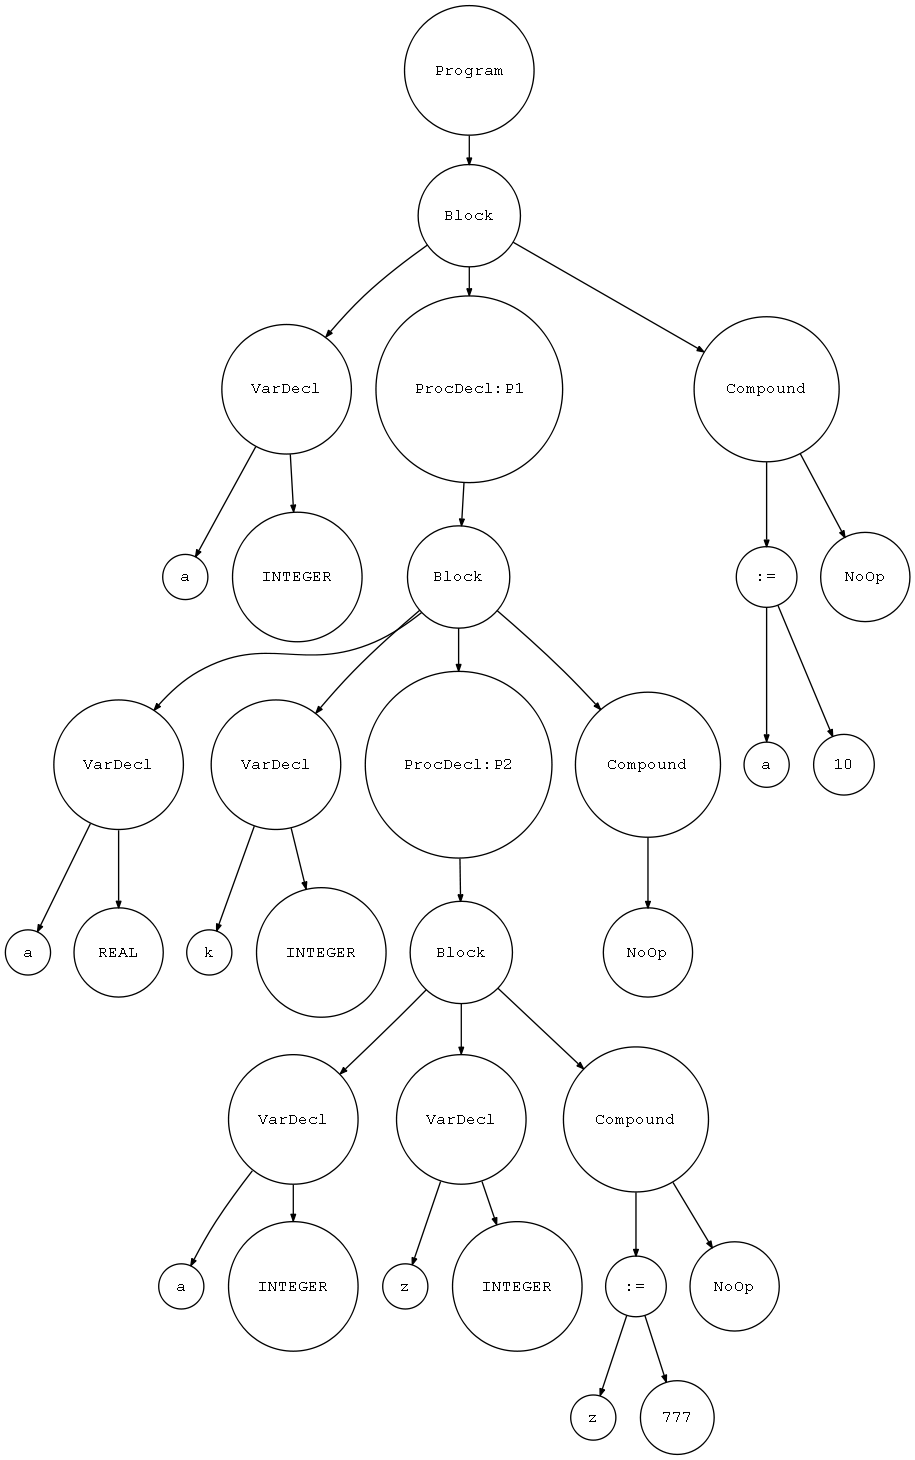 Program
Block
VarDecl
ProcDecl:P1
Compound
a
INTEGER
Block
:=
NoOp
VarDecl
VarDecl
ProcDecl:P2
Compound
a
10
a
REAL
k
INTEGER
Block
NoOp
VarDecl
VarDecl
Compound
a
INTEGER
z
INTEGER
:=
NoOp
z
777